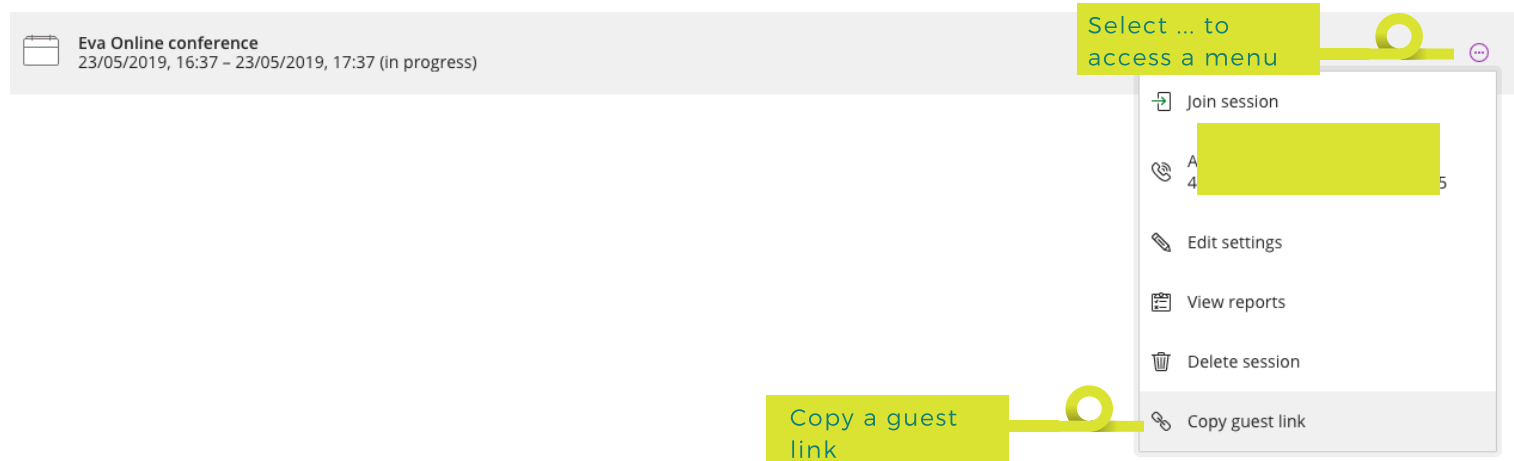 Eva Online conference
23/05/2019, 16:37 – 23/05/2019, 17:37 (in progress)
Select ... to
access a menu
Join session
A
4 5
Edit settings
View reports
Delete session
Copy a guest
link
Copy guest link